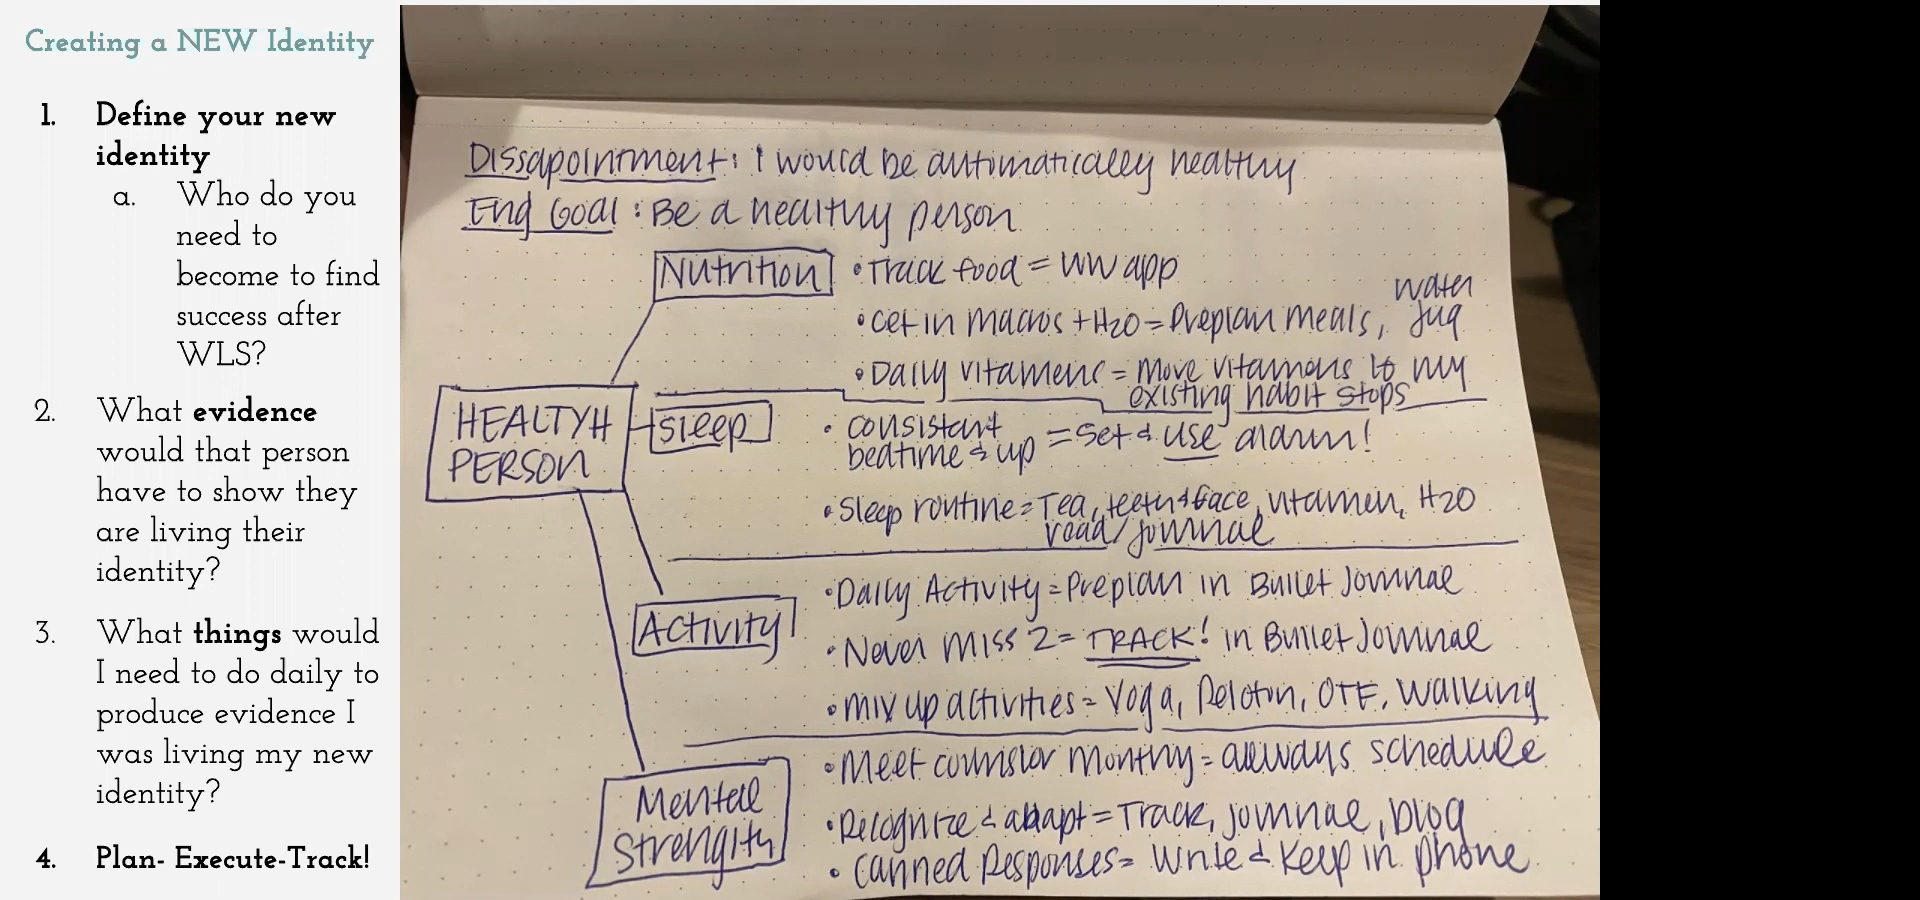 Creating a NEW Identity
1. Define your new
identity
a. Who do you
need to
become to find
success after
WLS?
2. What evidence
would that person
have to show they
are living their
identity?
3. What things would
I need to do daily to
produce evidence I
was living my new
identity?
4. Plan- Execute-Track!
Dissapointment: I would be autimatically healthy
End Goal: Be a healthy person
Nutrition • Track food = WW app
• Get in Macros + H2O = Preplan meals, water jug
• Daily vitamens = Move vitamons to my
existing habit stops
HEALTYH
PERSON
Sleep
• consistant
bedtime & up = Set & use alarm!
• Sleep routine = Tea, teeth & face, vitamen, H2O
read/journal
Activity
• Daily Activity = Preplan in Bullet Journal
• Never Miss 2 = TRACK! in Bullet Journal
• Mix up activities = Yoga, Peloton, OTF, Walking
Mental
Strength
• Meet counslor monthly = always schedule
• Recognize & adapt = Track, journal, blog
• Canned Responses = Write & Keep in phone